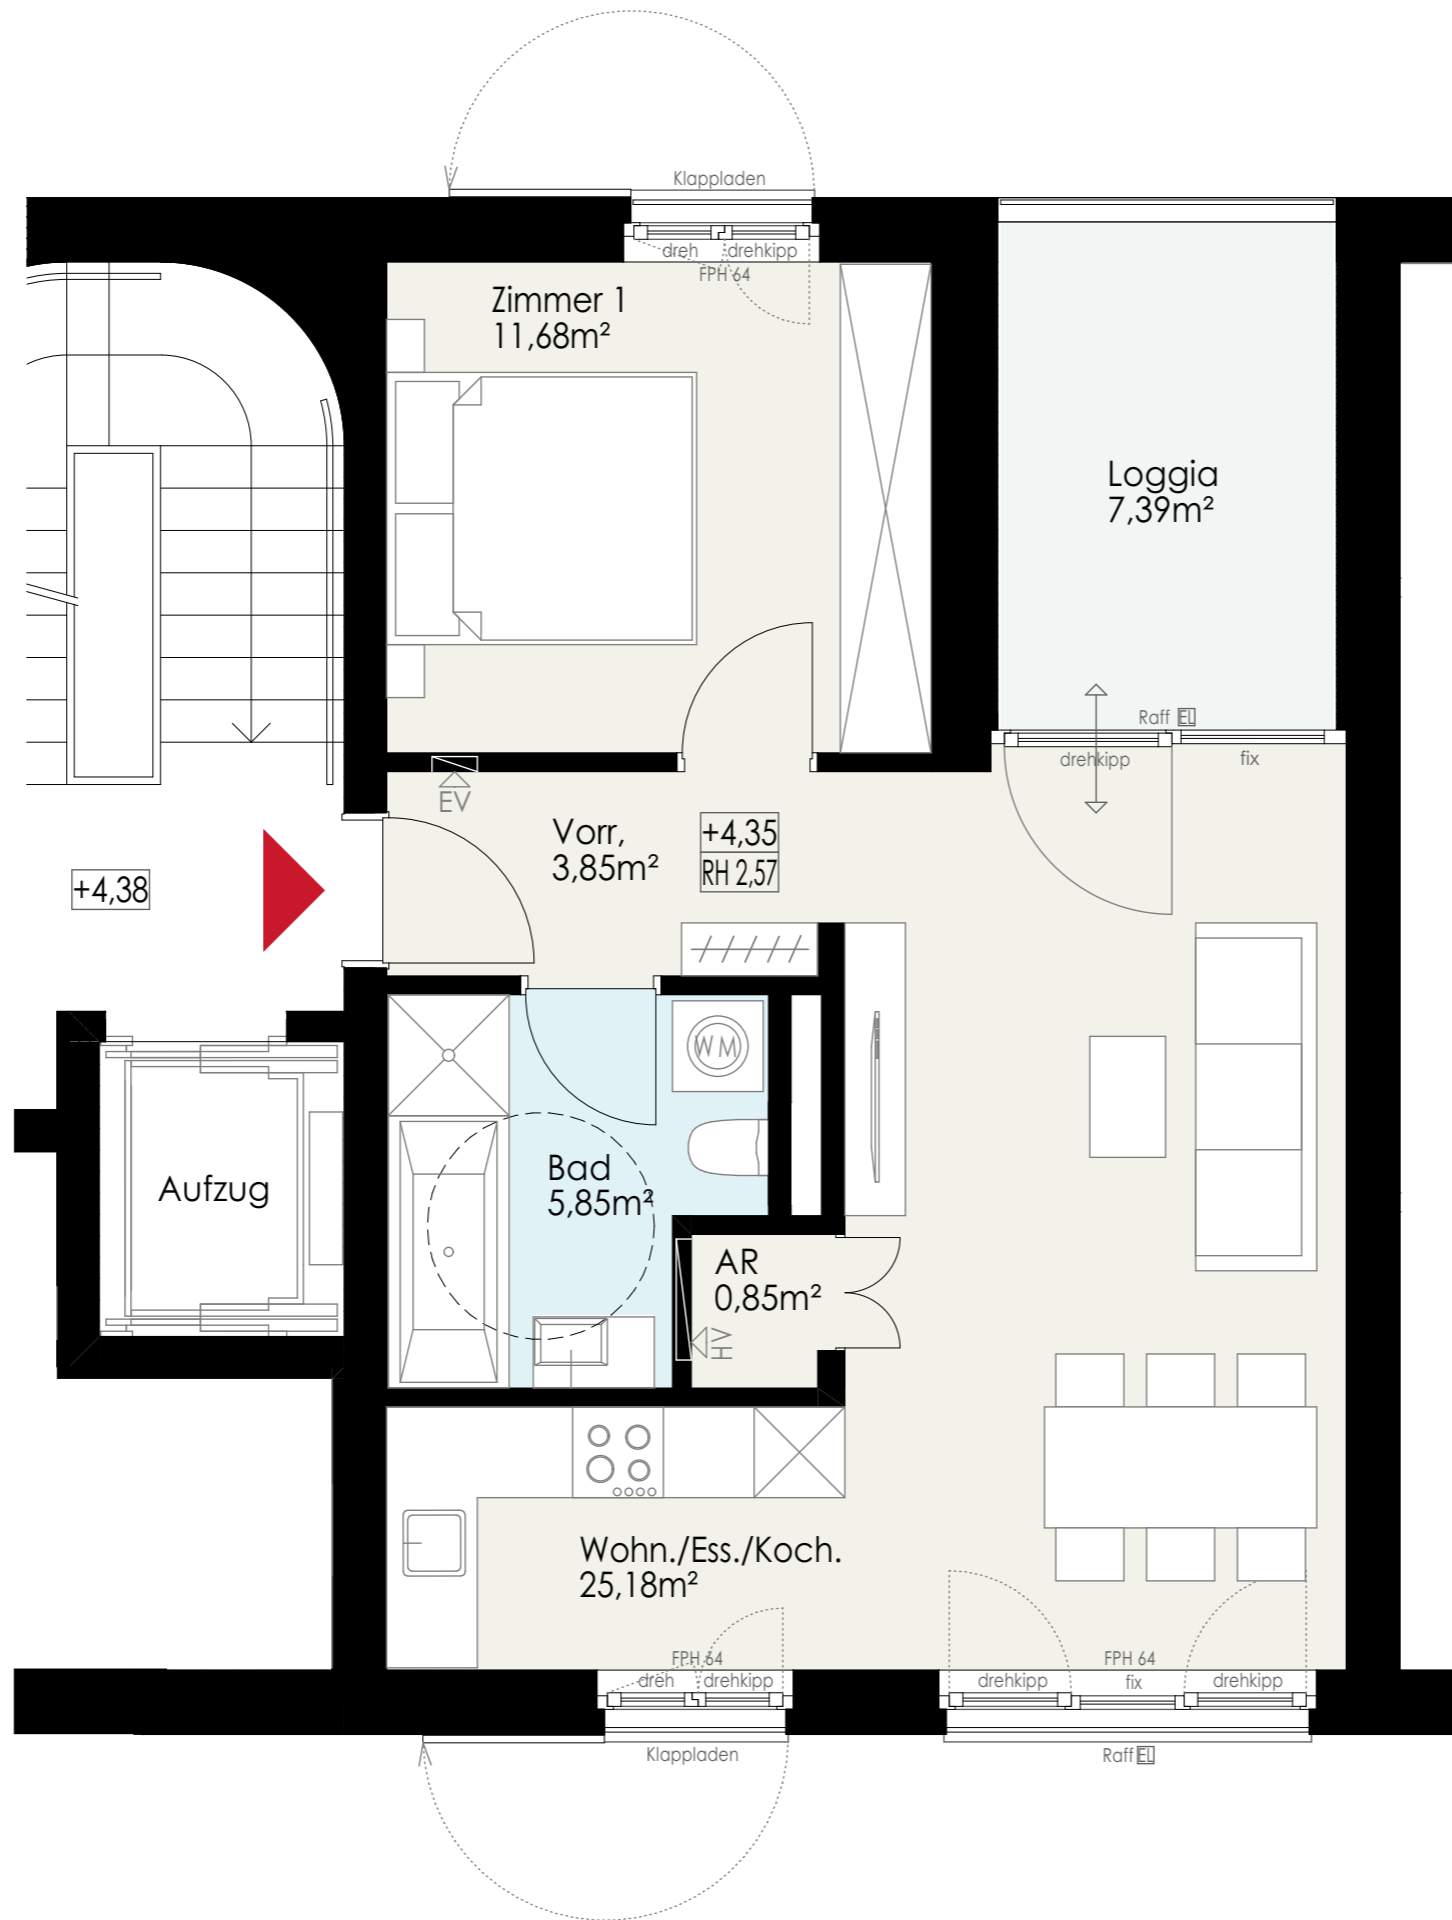 Klappladen
dreh
drehkipp
FPH 64
Zimmer 1
11,68m²
Loggia
7,39m²
Raff EL
drehkipp
fix
EV
Vorr,
3,85m²
+4,35
RH 2,57
+4,38
WM
Bad
5,85m²
Aufzug
AR
0,85m²
HV
Wohn./Ess./Koch.
25,18m²
FPH 64
dreh
drehkipp
FPH 64
drehkipp
fix
drehkipp
Klappladen
Raff EL